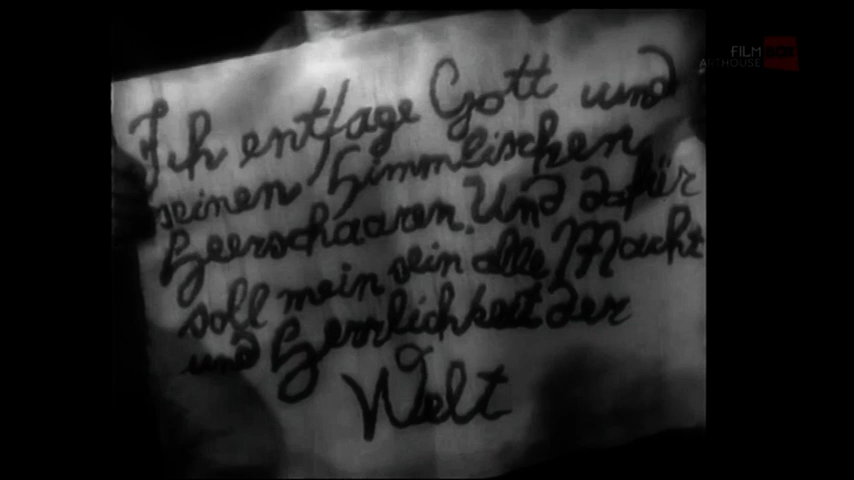 Ich entſage Gott und
seinen himmlischen
Heerschaaren. Und dafür
soll mein sein alle Macht
und Herrlichkeit der
Welt
FILM BOX
ARTHOUSE